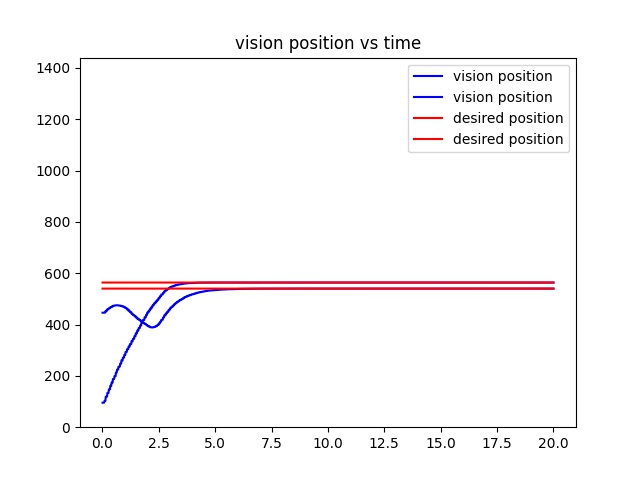 vision position vs time
vision position
vision position
desired position
desired position
1400
1200
1000
800
600
400
200
0
0.0 2.5 5.0 7.5 10.0 12.5 15.0 17.5 20.0